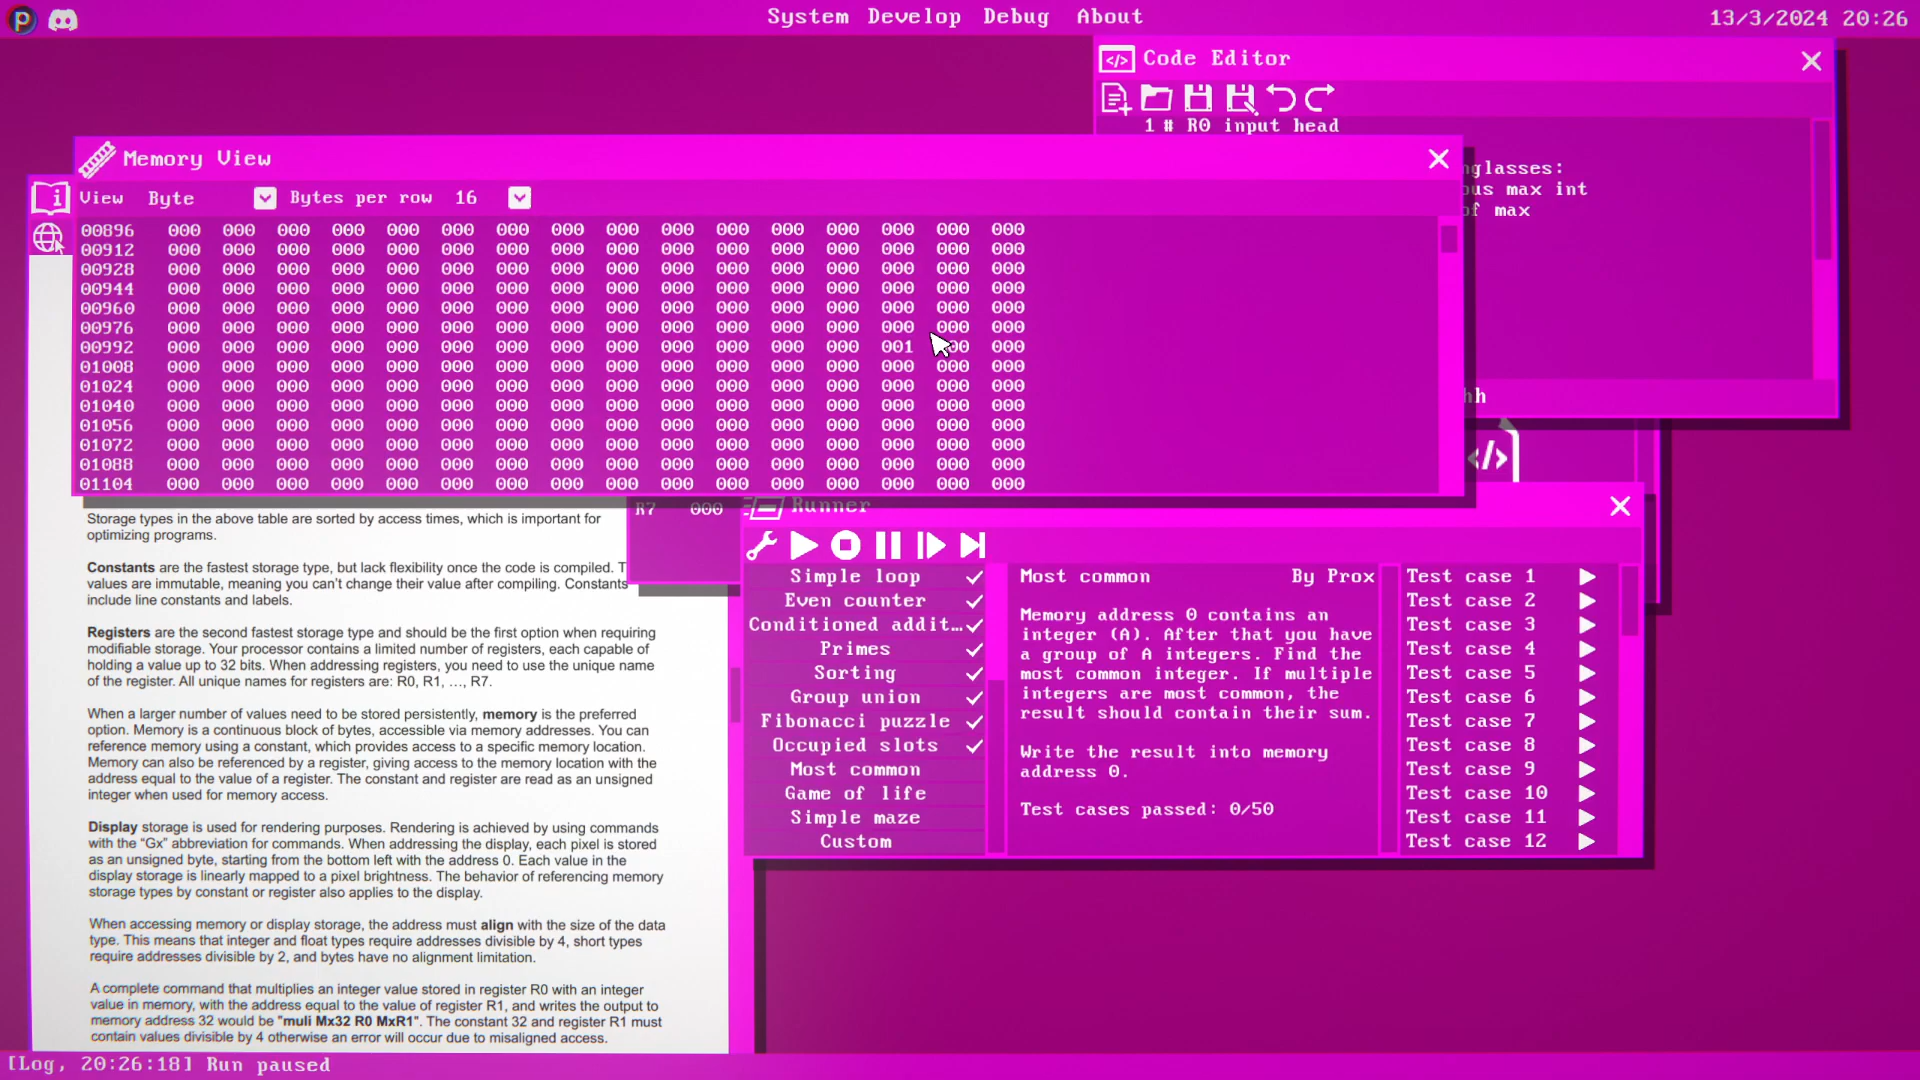 System Develop Debug About
13/3/2024 20:26
Code Editor
1 # R0 input head
nglasses:
ous max int
of max
hh
Memory View
View Byte Bytes per row 16
00896 000 000 000 000 000 000 000 000 000 000 000 000 000 000 000 000
00912 000 000 000 000 000 000 000 000 000 000 000 000 000 000 000 000
00928 000 000 000 000 000 000 000 000 000 000 000 000 000 000 000 000
00944 000 000 000 000 000 000 000 000 000 000 000 000 000 000 000 000
00960 000 000 000 000 000 000 000 000 000 000 000 000 000 000 000 000
00976 000 000 000 000 000 000 000 000 000 000 000 000 000 000 000 000
00992 000 000 000 000 000 000 000 000 000 000 000 000 000 001 000 000
01008 000 000 000 000 000 000 000 000 000 000 000 000 000 000 000 000
01024 000 000 000 000 000 000 000 000 000 000 000 000 000 000 000 000
01040 000 000 000 000 000 000 000 000 000 000 000 000 000 000 000 000
01056 000 000 000 000 000 000 000 000 000 000 000 000 000 000 000 000
01072 000 000 000 000 000 000 000 000 000 000 000 000 000 000 000 000
01088 000 000 000 000 000 000 000 000 000 000 000 000 000 000 000 000
01104 000 000 000 000 000 000 000 000 000 000 000 000 000 000 000 000
Storage types in the above table are sorted by access times, which is important for
optimizing programs.
Constants are the fastest storage type, but lack flexibility once the code is compiled. T
values are immutable, meaning you can't change their value after compiling. Constants
include line constants and labels.
Registers are the second fastest storage type and should be the first option when requiring
modifiable storage. Your processor contains a limited number of registers, each capable of
holding a value up to 32 bits. When addressing registers, you need to use the unique name
of the register. All unique names for registers are: R0, R1, ..., R7.
When a larger number of values need to be stored persistently, memory is the preferred
option. Memory is a continuous block of bytes, accessible via memory addresses. You can
reference memory using a constant, which provides access to a specific memory location.
Memory can also be referenced by a register, giving access to the memory location with the
address equal to the value of a register. The constant and register are read as an unsigned
integer when used for memory access.
Display storage is used for rendering purposes. Rendering is achieved by using commands
with the "Gx" abbreviation for commands. When addressing the display, each pixel is stored
as an unsigned byte, starting from the bottom left with the address 0. Each value in the
display storage is linearly mapped to a pixel brightness. The behavior of referencing memory
storage types by constant or register also applies to the display.
When accessing memory or display storage, the address must align with the size of the data
type. This means that integer and float types require addresses divisible by 4, short types
require addresses divisible by 2, and bytes have no alignment limitation.
A complete command that multiplies an integer value stored in register R0 with an integer
value in memory, with the address equal to the value of register R1, and writes the output to
memory address 32 would be "muli Mx32 R0 MxR1". The constant 32 and register R1 must
contain values divisible by 4 otherwise an error will occur due to misaligned access.
R7 000
Runner
Simple loop
Even counter
Conditioned addit...
Primes
Sorting
Group union
Fibonacci puzzle
Occupied slots
Most common
Game of life
Simple maze
Custom
Most common By Prox
Memory address 0 contains an
integer (A). After that you have
a group of A integers. Find the
most common integer. If multiple
integers are most common, the
result should contain their sum.
Write the result into memory
address 0.
Test cases passed: 0/50
Test case 1
Test case 2
Test case 3
Test case 4
Test case 5
Test case 6
Test case 7
Test case 8
Test case 9
Test case 10
Test case 11
Test case 12
[Log, 20:26:18] Run paused